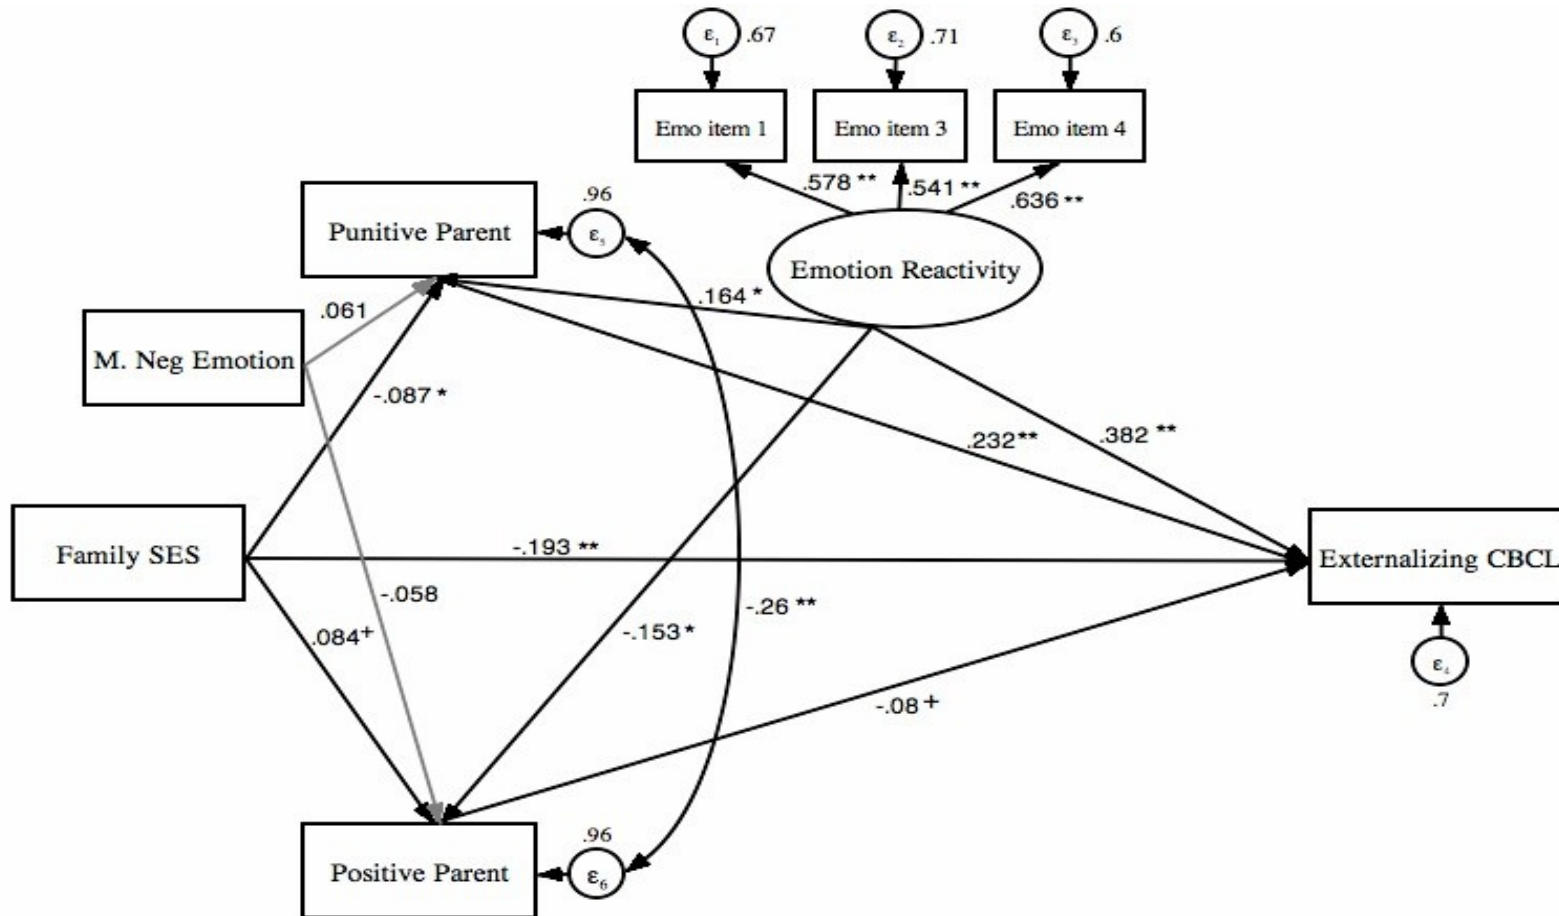 ε₁ .67
ε₂ .71
ε₃ .6
Emo item 1
Emo item 3
Emo item 4
.578 **
.541 **
.636 **
.96
Punitive Parent
ε₅
Emotion Reactivity
.061
.164 *
M. Neg Emotion
-.087 *
.232**
.382 **
Family SES
-.193 **
Externalizing CBCL
-.058
-.26 **
.084+
-.153 *
ε₄
.7
-.08 +
.96
Positive Parent
ε₆